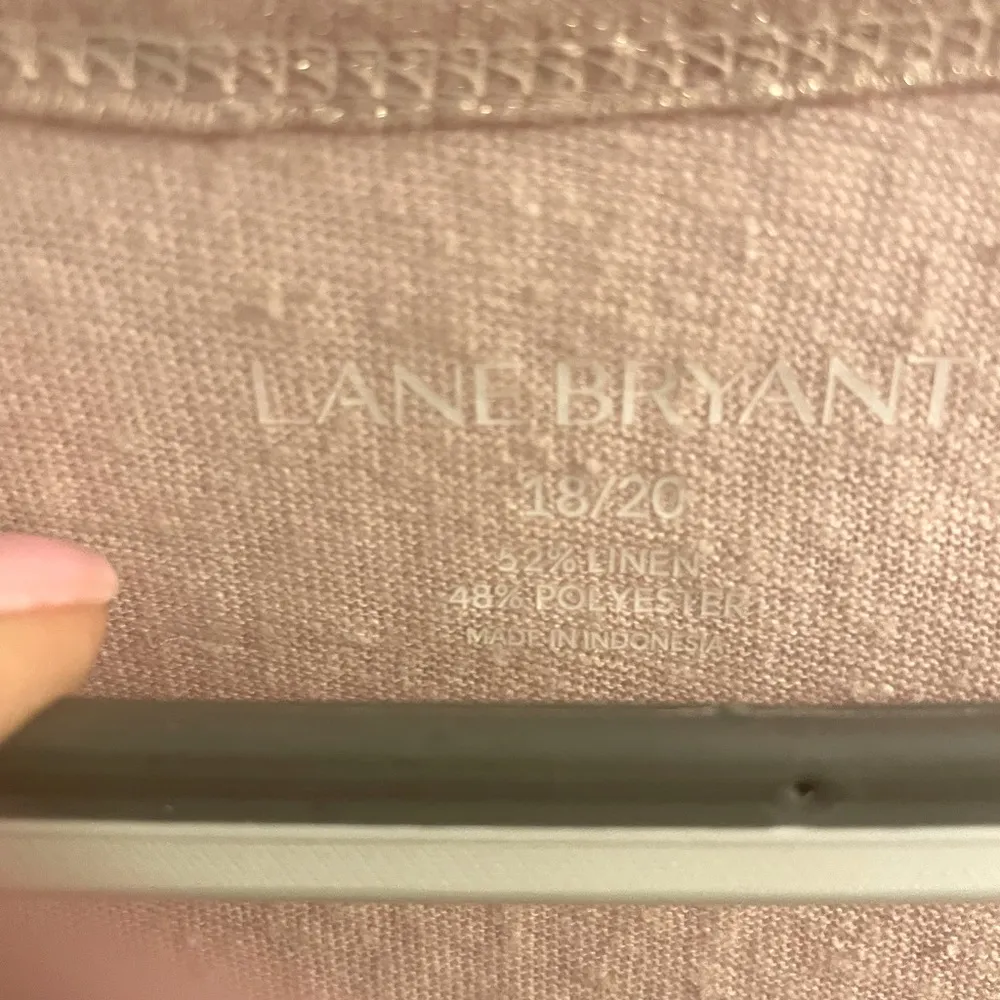 LANE BRYANT
18/20
52% LINEN
48% POLYESTER
MADE IN INDONESIA